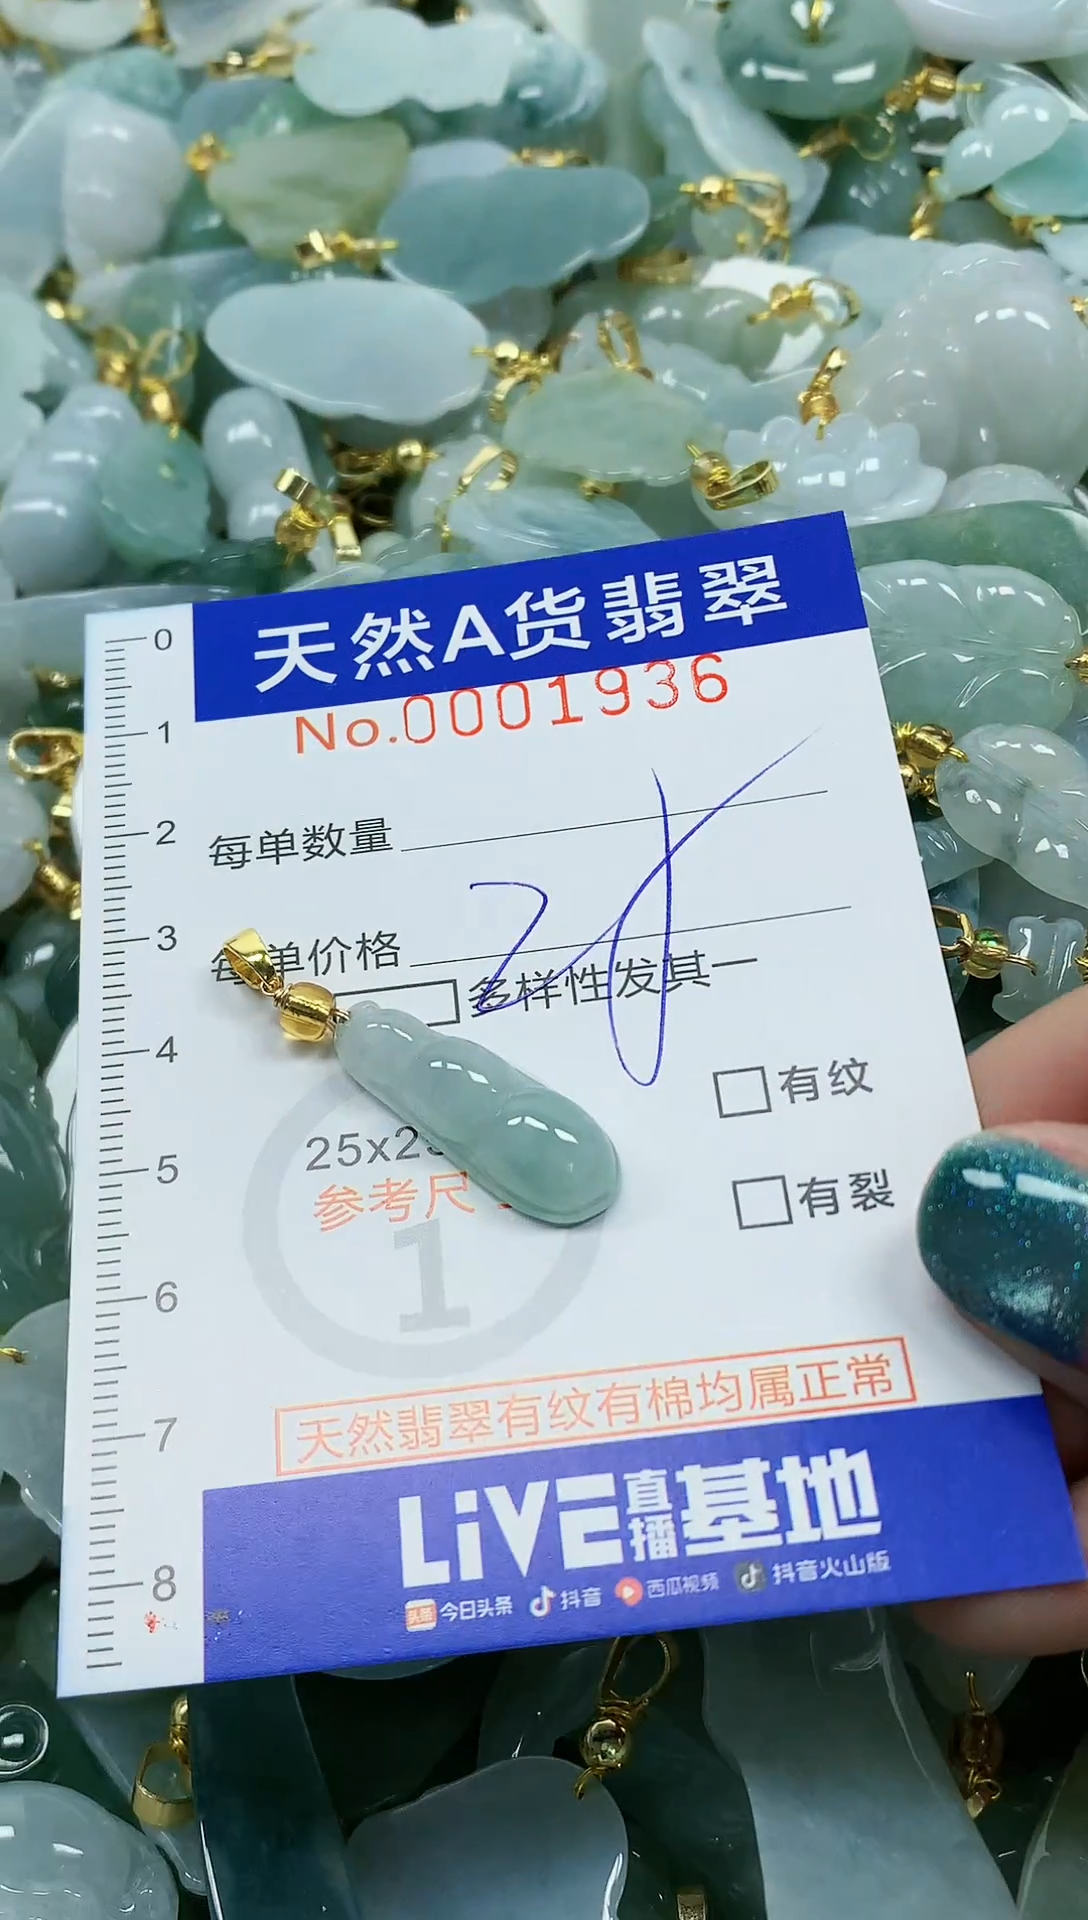 天然A货翡翠
No.0001936
0
1
2
3
4
5
6
7
8
每单数量
每单价格
多样性发其一
有纹
25x2
参考尺
有裂
1
天然翡翠有纹有棉均属正常
LiVE直播基地
头条 今日头条 抖音 西瓜视频 抖音火山版